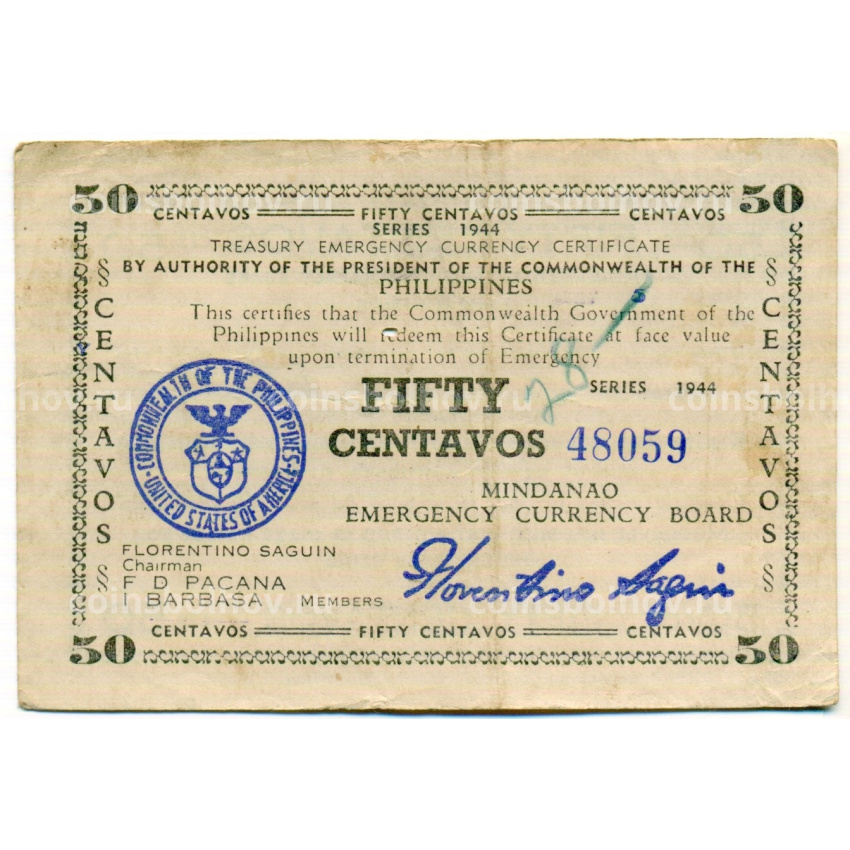 50 50
CENTAVOS FIFTY CENTAVOS CENTAVOS
SERIES 1944
TREASURY EMERGENCY CURRENCY CERTIFICATE
BY AUTHORITY OF THE PRESIDENT OF THE COMMONWEALTH OF THE
PHILIPPINES
This certifies that the Commonwealth Government of the
Philippines will redeem this Certificate at face value
upon termination of Emergency
§ CENTAVOS §
§ CENTAVOS §
28
FIFTY SERIES 1944
CENTAVOS 48059
COMMONWEALTH OF THE PHILIPPINES
UNITED STATES OF AMERICA
MINDANAO
EMERGENCY CURRENCY BOARD
FLORENTINO SAGUIN
Chairman
F D PACANA
I BARBASA MEMBERS
Florentino Saguin
CENTAVOS FIFTY CENTAVOS CENTAVOS
50 50
coinsbolhov.ru